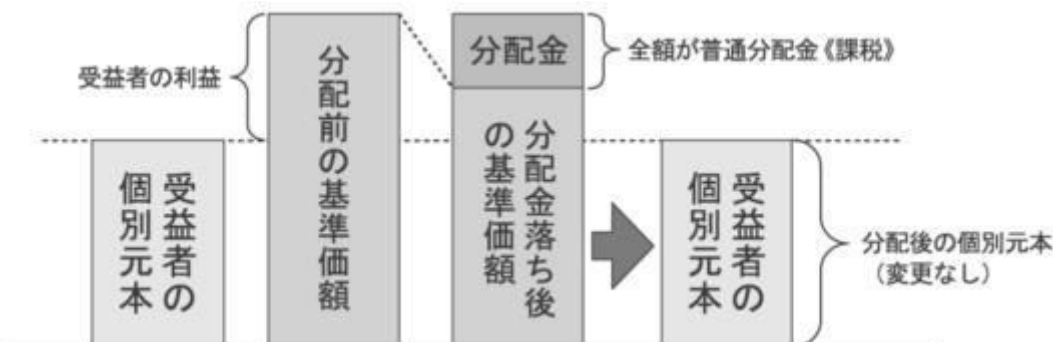 受益者の利益
受益者の
個別元本
分配前の基準価額
分配金
全額が普通分配金《課税》
分配金落ち後
の基準価額
受益者の
個別元本
分配後の個別元本
（変更なし）